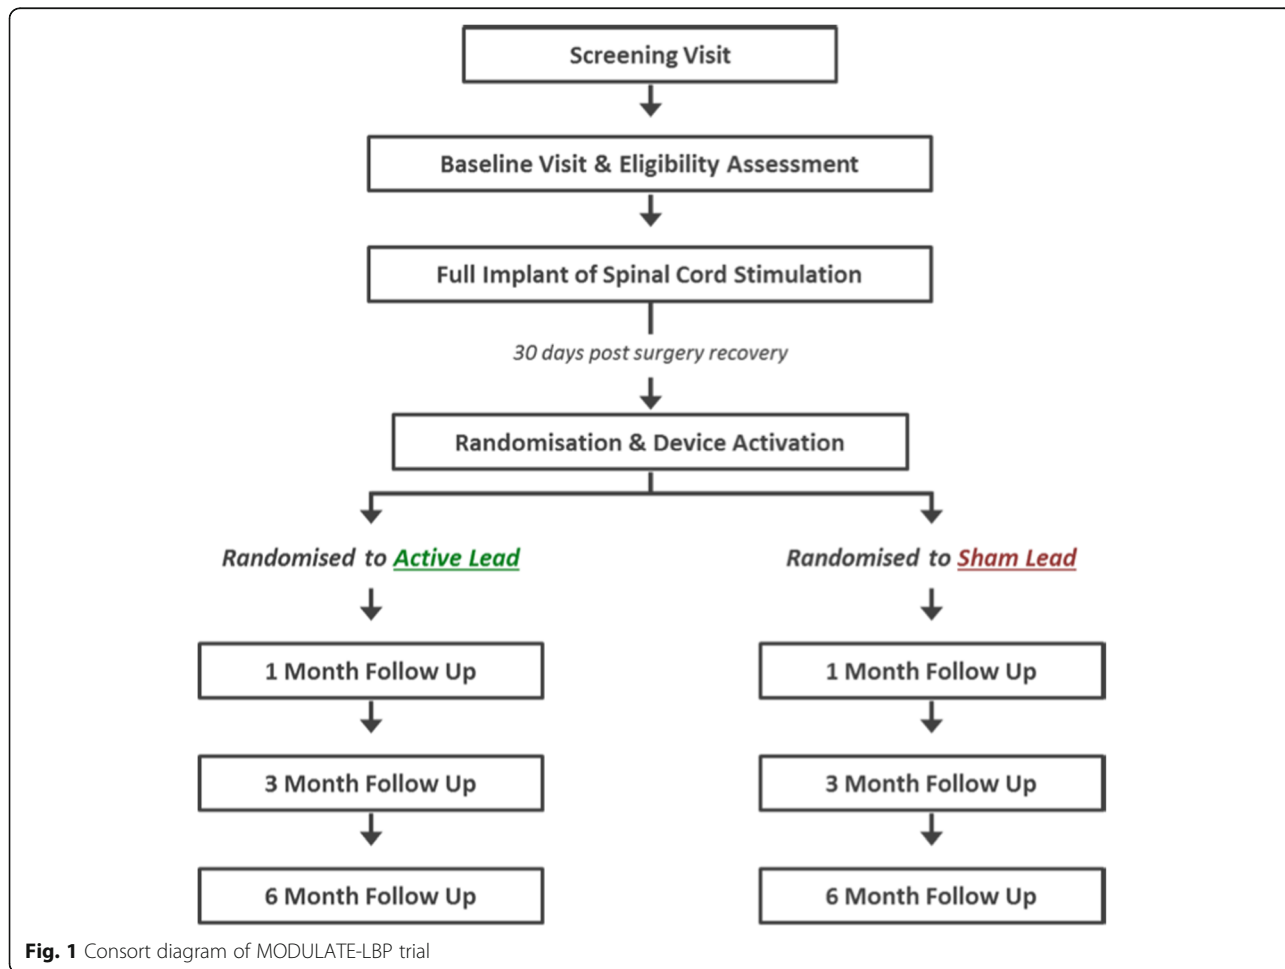 Screening Visit
Baseline Visit & Eligibility Assessment
Full Implant of Spinal Cord Stimulation
30 days post surgery recovery
Randomisation & Device Activation
Randomised to Active Lead
Randomised to Sham Lead
1 Month Follow Up
1 Month Follow Up
3 Month Follow Up
3 Month Follow Up
6 Month Follow Up
6 Month Follow Up
Fig. 1 Consort diagram of MODULATE-LBP trial